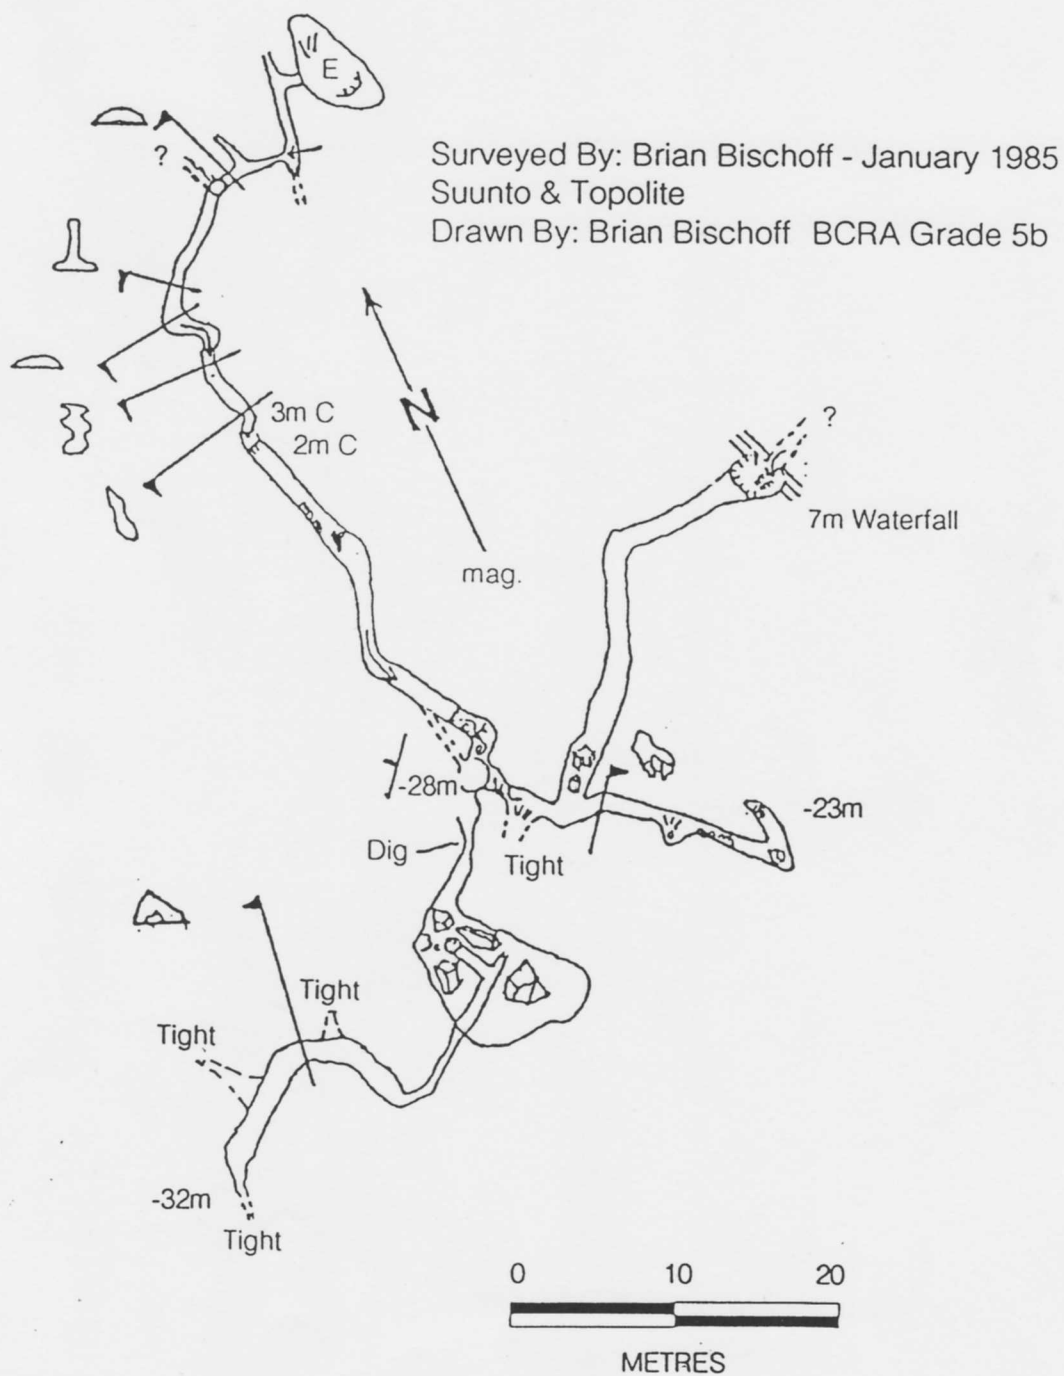 E
Surveyed By: Brian Bischoff - January 1985
Suunto & Topolite
Drawn By: Brian Bischoff BCRA Grade 5b
?
3m C
2m C
N
mag.
?
7m Waterfall
-28m
-23m
Dig
Tight
Tight
Tight
-32m
Tight
0 10 20
METRES